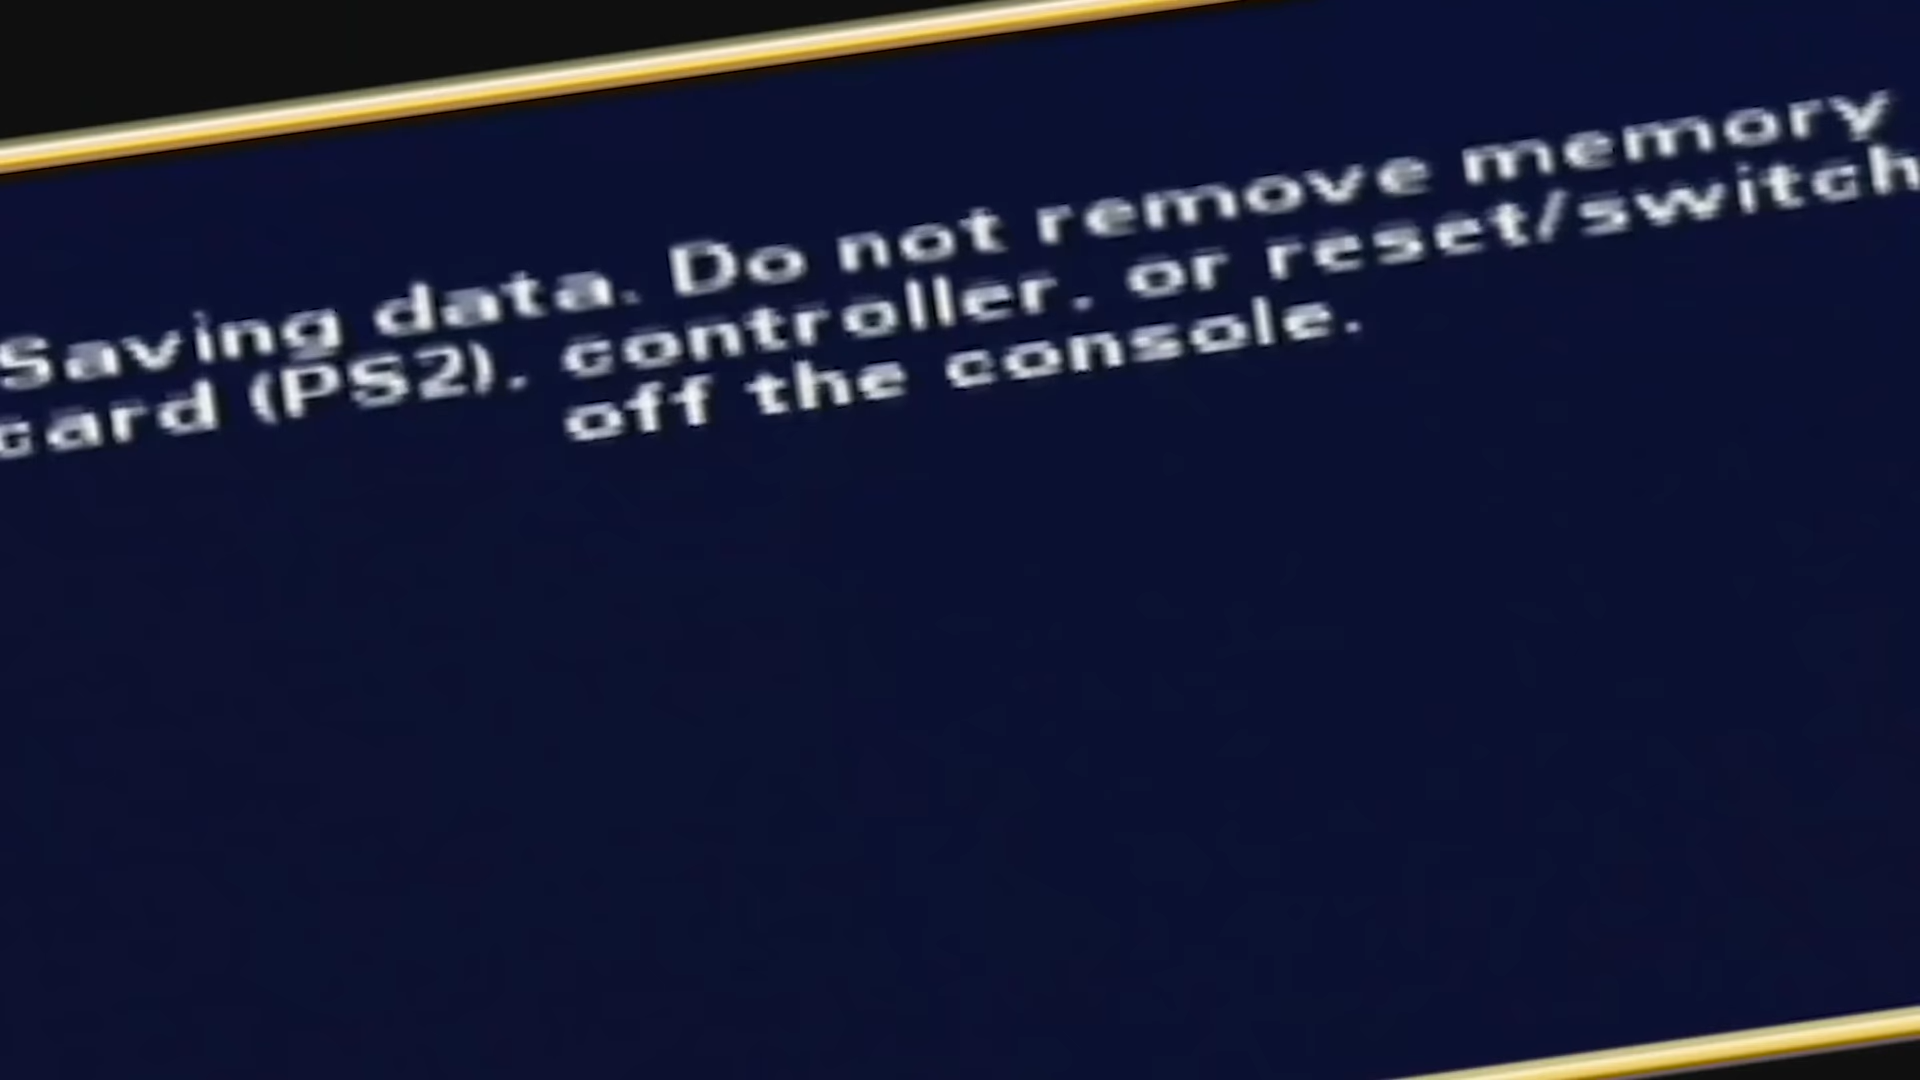 Saving data. Do not remove memory
card (PS2), controller, or reset/switch
off the console.